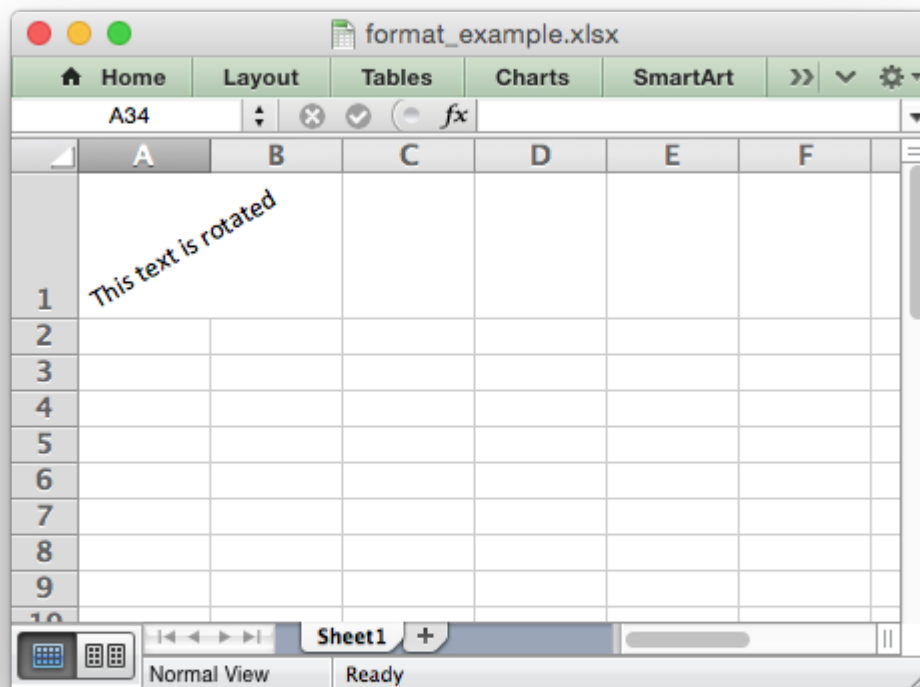 format_example.xlsx
Home Layout Tables Charts SmartArt
A34 fx
A B C D E F
This text is rotated
1
2
3
4
5
6
7
8
9
10
Sheet1 +
Normal View Ready